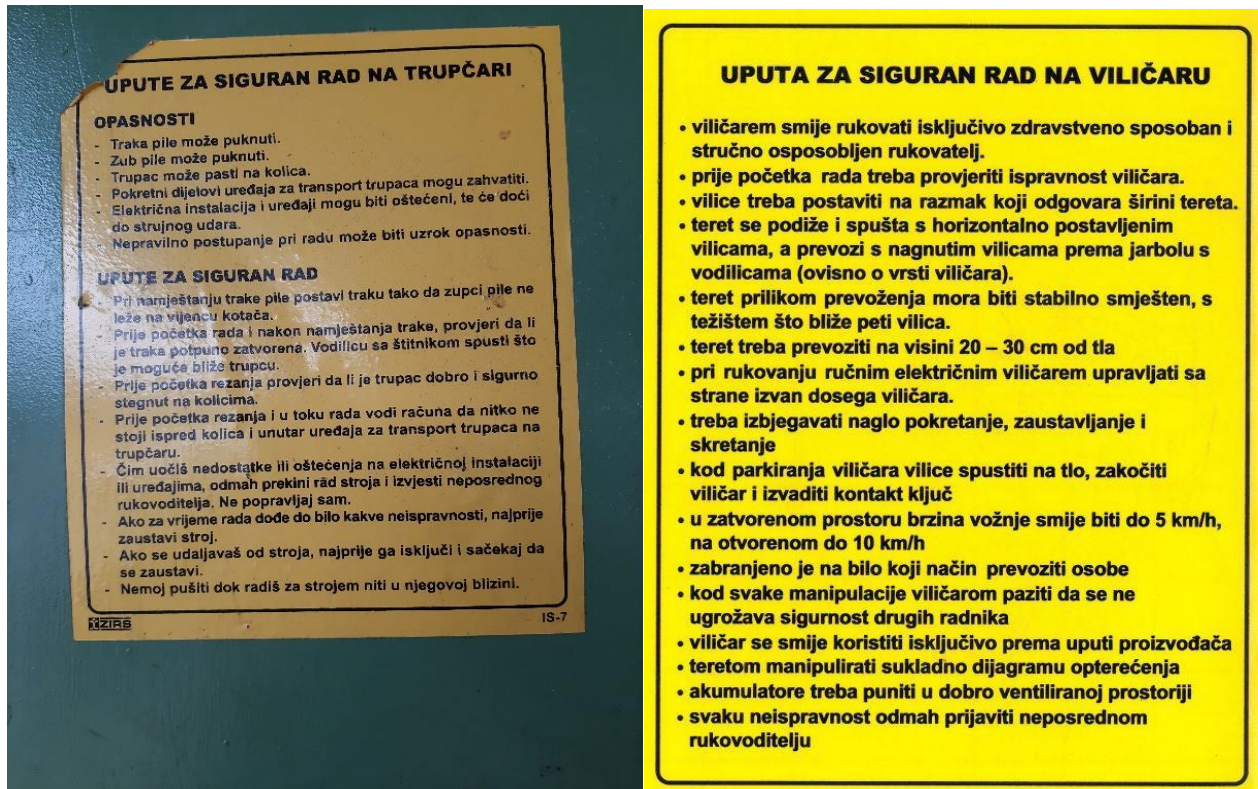 UPUTE ZA SIGURAN RAD NA TRUPČARI
OPASNOSTI
- Traka pile može puknuti.
- Zub pile može puknuti.
- Trupac može pasti na kolica.
- Pokretni dijelovi uređaja za transport trupaca mogu zahvatiti.
- Električna instalacija i uređaji mogu biti oštećeni, te će doći
do strujnog udara.
- Nepravilno postupanje pri radu može biti uzrok opasnosti.
UPUTE ZA SIGURAN RAD
- Pri namještanju trake pile postavi traku tako da zupci pile ne
leže na vijencu kotača.
- Prije početka rada i nakon namještanja trake, provjeri da li
je traka potpuno zatvorena. Vodilicu sa štitnikom spusti što
je moguće bliže trupcu.
- Prije početka rezanja provjeri da li je trupac dobro i sigurno
stegnut na kolicima.
- Prije početka rezanja i u toku rada vodi računa da nitko ne
stoji ispred kolica i unutar uređaja za transport trupaca na
trupčaru.
- Čim uočiš nedostatke ili oštećenja na električnoj instalaciji
ili uređajima, odmah prekini rad stroja i izvjesti neposrednog
rukovoditelja. Ne popravljaj sam.
- Ako za vrijeme rada dođe do bilo kakve neispravnosti, najprije
zaustavi stroj.
- Ako se udaljavaš od stroja, najprije ga isključi i sačekaj da
se zaustavi.
- Nemoj pušiti dok radiš za strojem niti u njegovoj blizini.
ZIRS
IS-7
UPUTA ZA SIGURAN RAD NA VILIČARU
• viličarem smije rukovati isključivo zdravstveno sposoban i
stručno osposobljen rukovatelj.
• prije početka rada treba provjeriti ispravnost viličara.
• vilice treba postaviti na razmak koji odgovara širini tereta.
• teret se podiže i spušta s horizontalno postavljenim
vilicama, a prevozi s nagnutim vilicama prema jarbolu s
vodilicama (ovisno o vrsti viličara).
• teret prilikom prevoženja mora biti stabilno smješten, s
težištem što bliže peti vilica.
• teret treba prevoziti na visini 20 – 30 cm od tla
• pri rukovanju ručnim električnim viličarem upravljati sa
strane izvan dosega viličara.
• treba izbjegavati naglo pokretanje, zaustavljanje i
skretanje
• kod parkiranja viličara vilice spustiti na tlo, zakočiti
viličar i izvaditi kontakt ključ
• u zatvorenom prostoru brzina vožnje smije biti do 5 km/h,
na otvorenom do 10 km/h
• zabranjeno je na bilo koji način prevoziti osobe
• kod svake manipulacije viličarom paziti da se ne
ugrožava sigurnost drugih radnika
• viličar se smije koristiti isključivo prema uputi proizvođača
• teretom manipulirati sukladno dijagramu opterećenja
• akumulatore treba puniti u dobro ventiliranoj prostoriji
• svaku neispravnost odmah prijaviti neposrednom
rukovoditelju